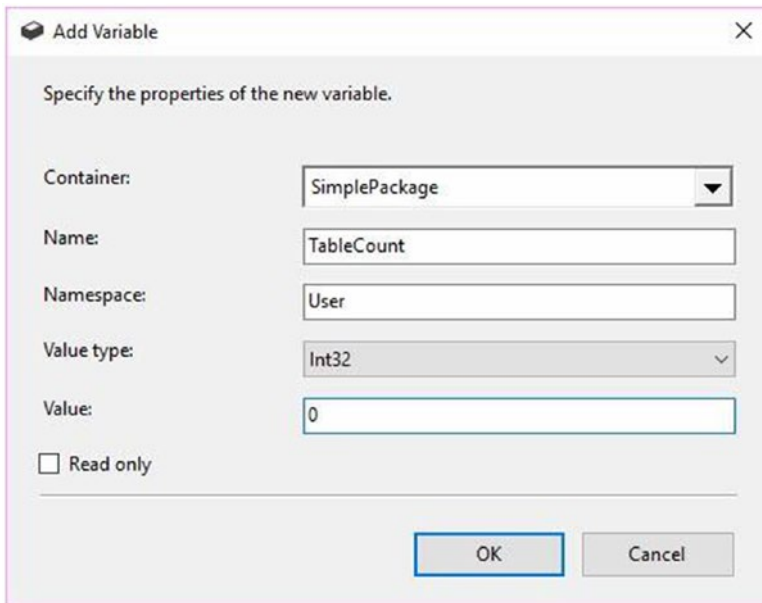 Add Variable
Specify the properties of the new variable.
Container: SimplePackage
Name: TableCount
Namespace: User
Value type: Int32
Value: 0
Read only
OK Cancel